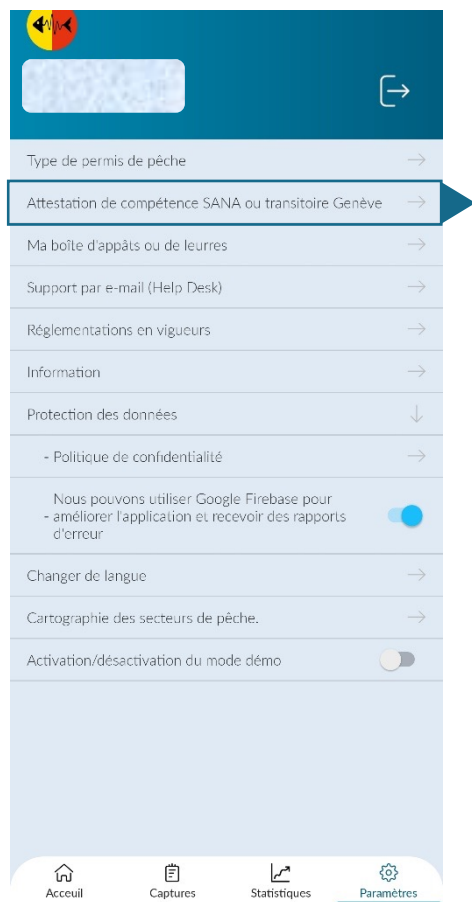 Type de permis de pêche
Attestation de compétence SANA ou transitoire Genève
Ma boîte d'appâts ou de leurres
Support par e-mail (Help Desk)
Réglementations en vigueurs
Information
Protection des données
- Politique de confidentialité
Nous pouvons utiliser Google Firebase pour
- améliorer l'application et recevoir des rapports
d'erreur
Changer de langue
Cartographie des secteurs de pêche.
Activation/désactivation du mode démo
Acceuil Captures Statistiques Paramètres